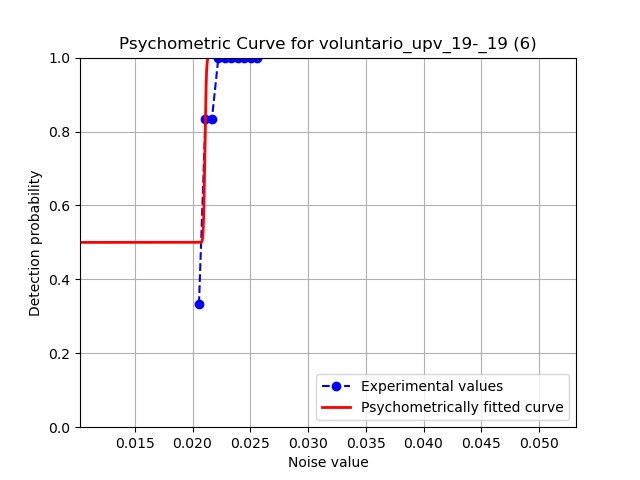 Psychometric Curve for voluntario_upv_19-_19 (6)
1.0
0.8
0.6
0.4
0.2
0.0
Detection probability
0.015 0.020 0.025 0.030 0.035 0.040 0.045 0.050
Noise value
Experimental values
Psychometrically fitted curve